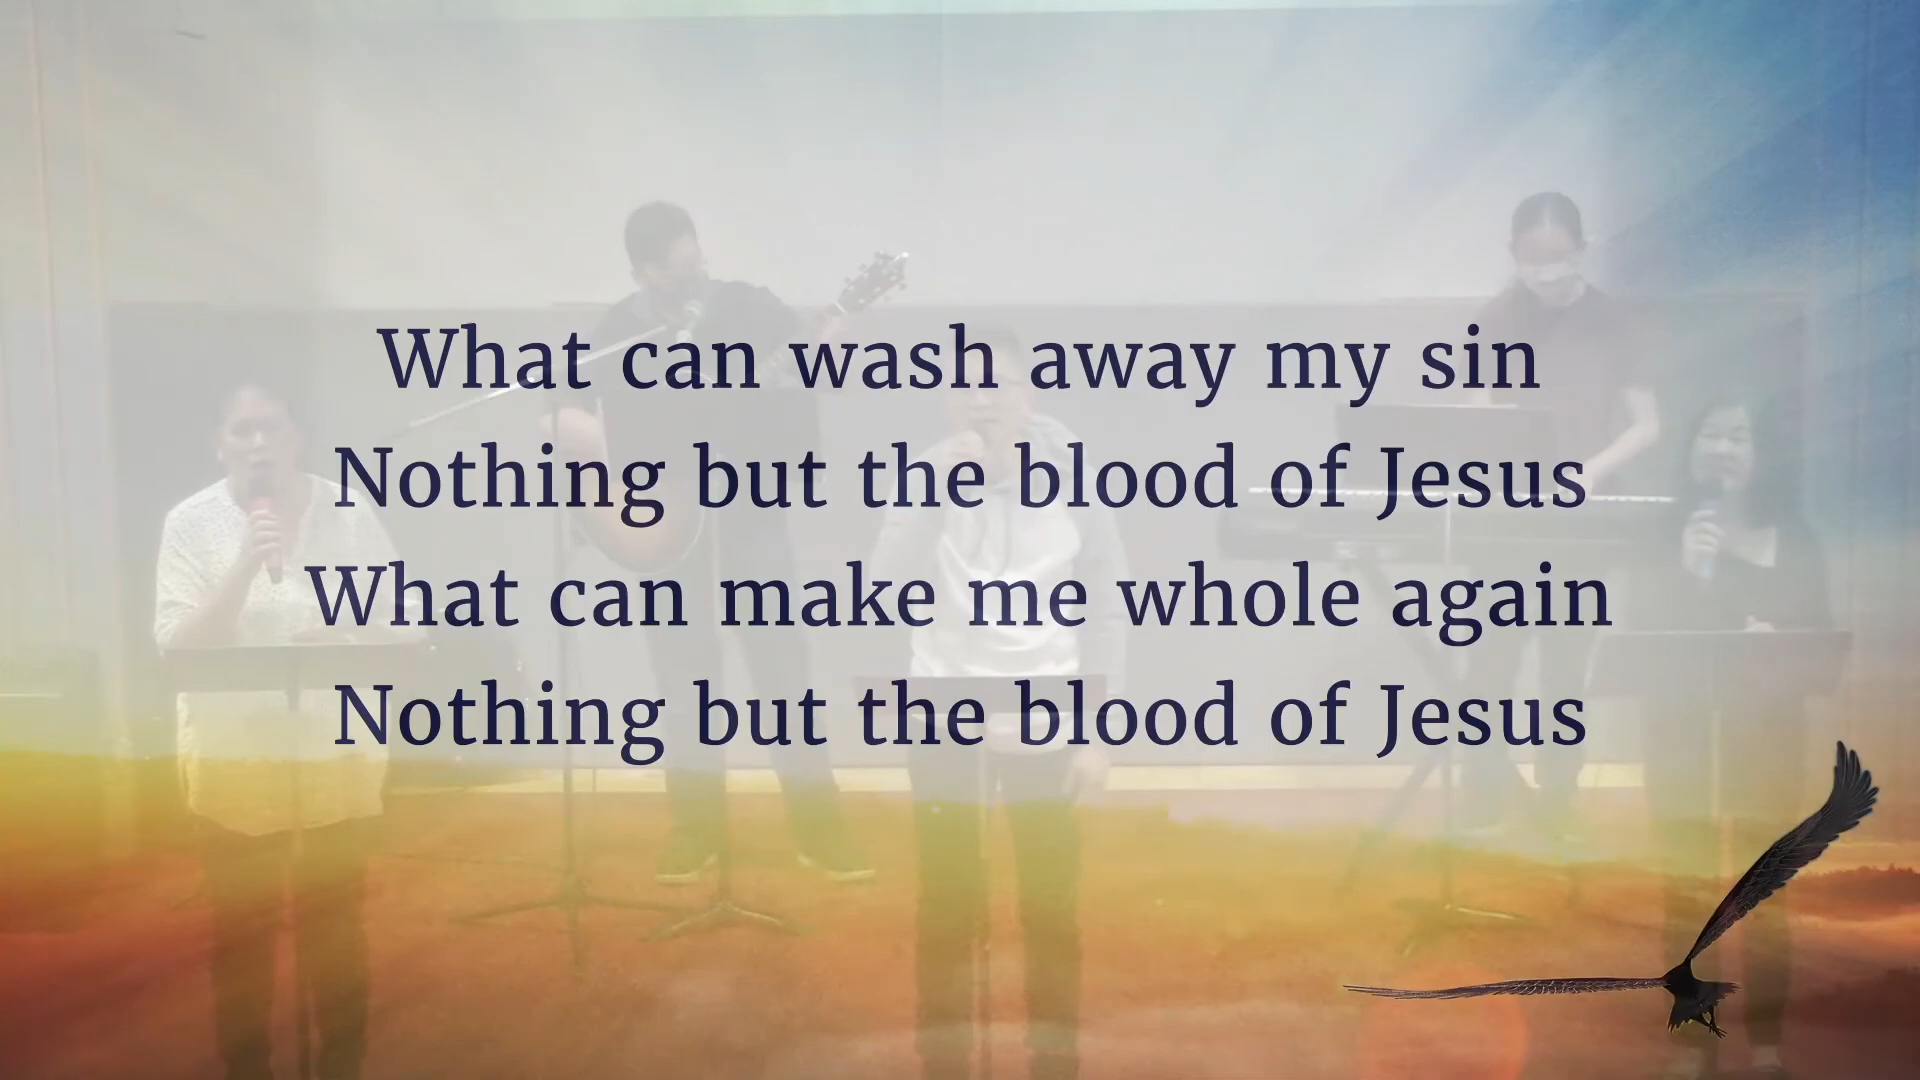 What can wash away my sin
Nothing but the blood of Jesus
What can make me whole again
Nothing but the blood of Jesus